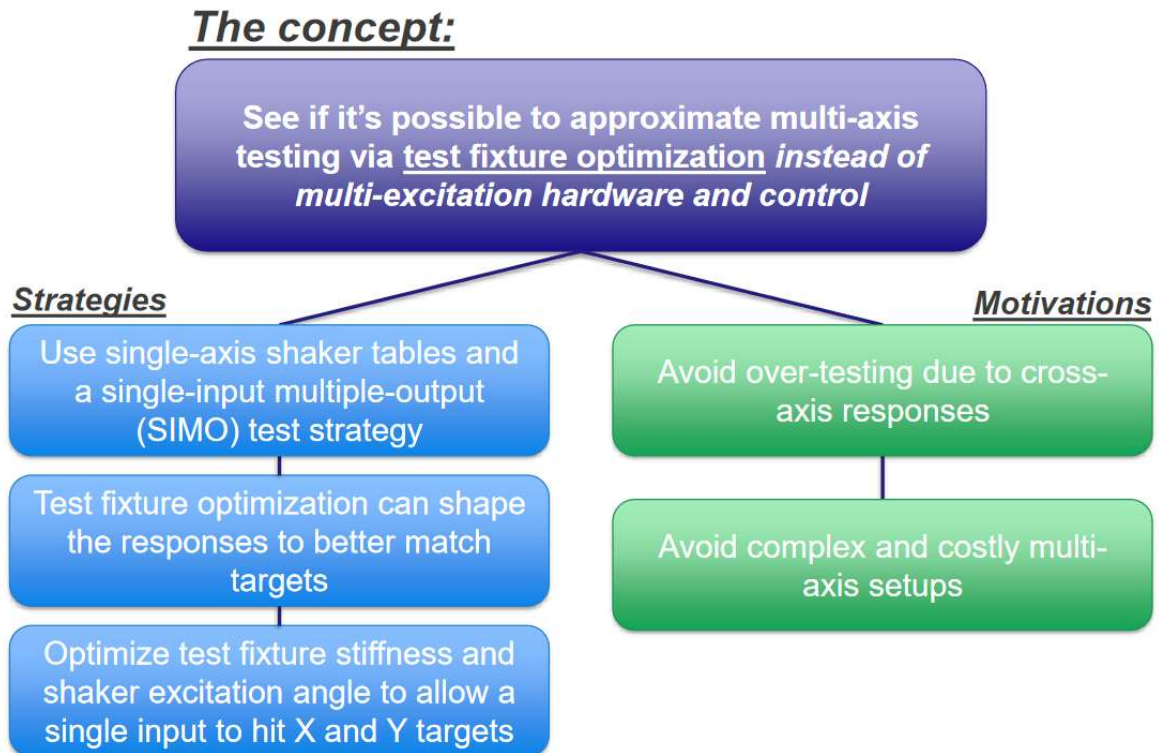 The concept:
See if it's possible to approximate multi-axis
testing via test fixture optimization instead of
multi-excitation hardware and control
Strategies
Use single-axis shaker tables and
a single-input multiple-output
(SIMO) test strategy
Test fixture optimization can shape
the responses to better match
targets
Optimize test fixture stiffness and
shaker excitation angle to allow a
single input to hit X and Y targets
Motivations
Avoid over-testing due to cross-
axis responses
Avoid complex and costly multi-
axis setups